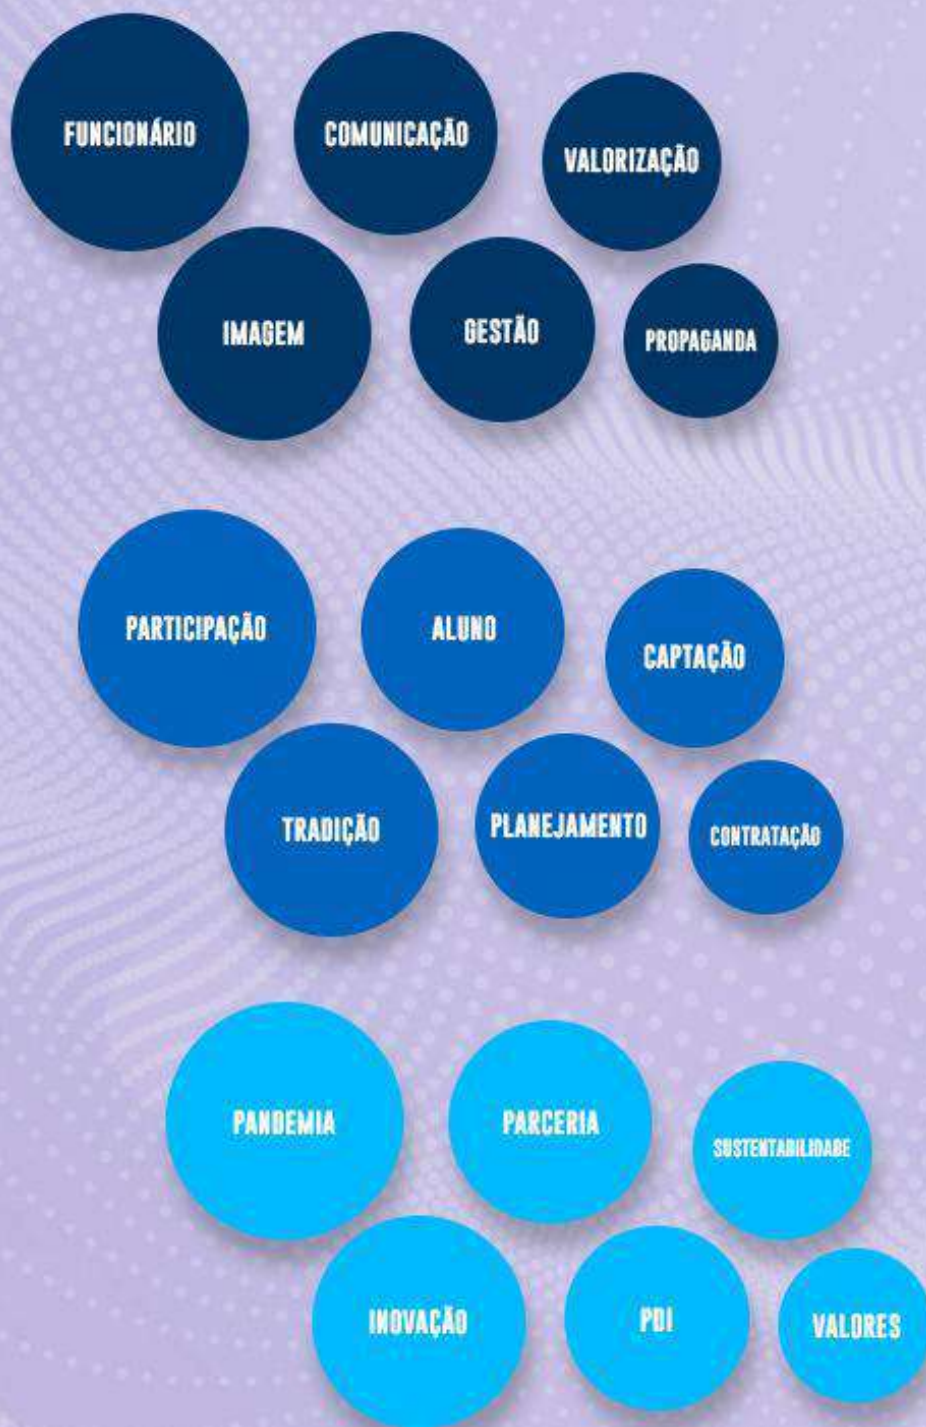 FUNCIONÁRIO
COMUNICAÇÃO
VALORIZAÇÃO
IMAGEM
GESTÃO
PROPAGANDA
PARTICIPAÇÃO
ALUNO
CAPTAÇÃO
TRADIÇÃO
PLANEJAMENTO
CONTRATAÇÃO
PANDEMIA
PARCERIA
SUSTENTABILIDADE
INOVAÇÃO
PDI
VALORES